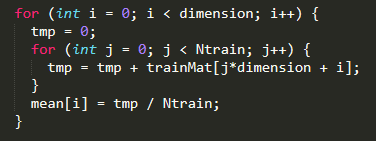 for (int i = 0; i < dimension; i++) {
  tmp = 0;
  for (int j = 0; j < Ntrain; j++) {
    tmp = tmp + trainMat[j*dimension + i];
  }
  mean[i] = tmp / Ntrain;
}